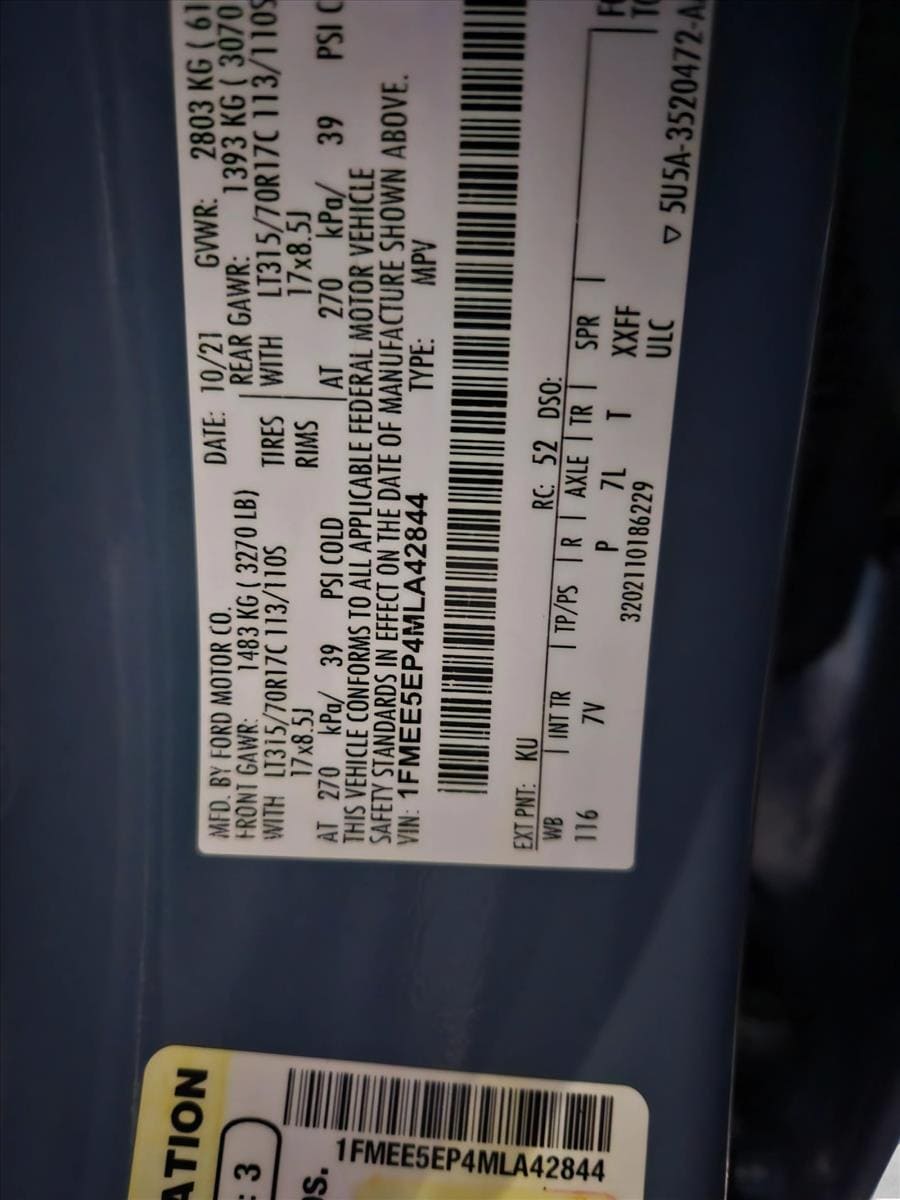 MFD. BY FORD MOTOR CO.
DATE: 10/21 GVWR: 2803 KG (
FRONT GAWR: 1483 KG ( 3270 LB)
REAR GAWR: 1393 KG ( 3070
WITH LT315/70R17C 113/110S
TIRES WITH LT315/70R17C 113/110S
17x8.5J
RIMS 17x8.5J
AT 270 kPa/ 39 PSI COLD
AT 270 kPa/ 39 PSI
THIS VEHICLE CONFORMS TO ALL APPLICABLE FEDERAL MOTOR VEHICLE
SAFETY STANDARDS IN EFFECT ON THE DATE OF MANUFACTURE SHOWN ABOVE.
VIN: 1FMEE5EP4MLA42844 TYPE: MPV
EXT PNT: KU RC: 52 DSO:
WB | INT TR | TP/PS | R | AXLE | TR | SPR |
116 7V P 7L T XXFF
3202110186229 ULC
▽ 5U5A-3520472-A
: 3
1FMEE5EP4MLA42844